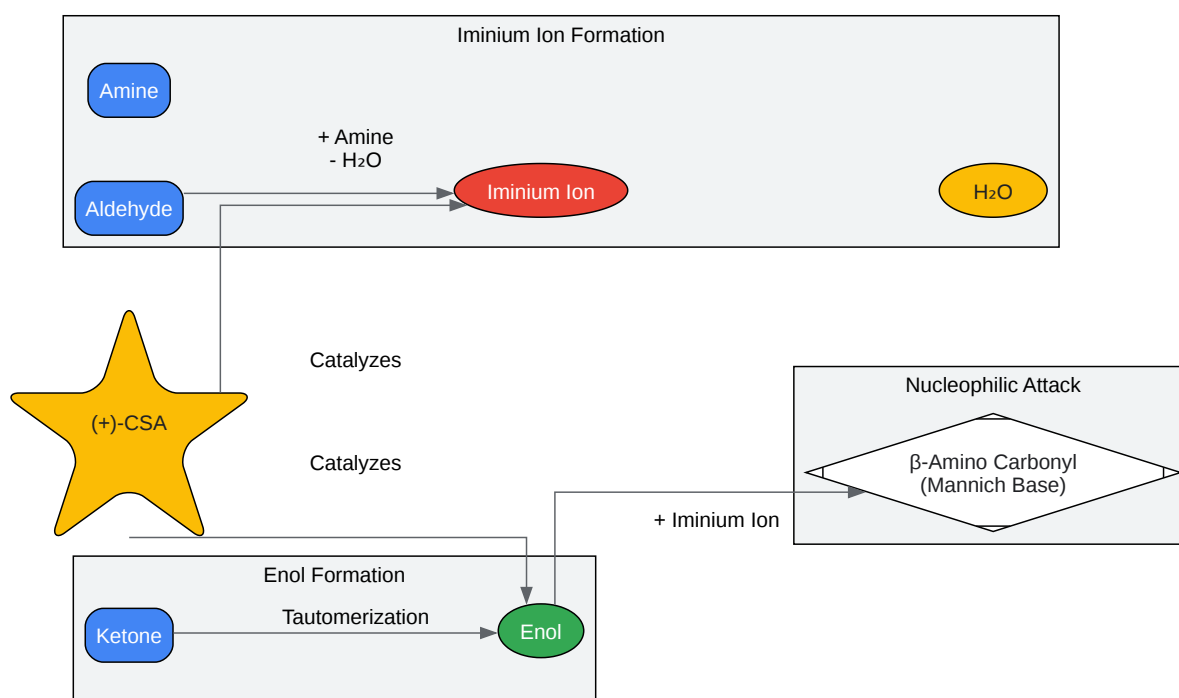 Iminium Ion Formation
Amine
+ Amine
- H₂O
Aldehyde
Iminium Ion
H₂O
Catalyzes
(+)-CSA
Catalyzes
Nucleophilic Attack
β-Amino Carbonyl
(Mannich Base)
+ Iminium Ion
Enol Formation
Tautomerization
Ketone
Enol